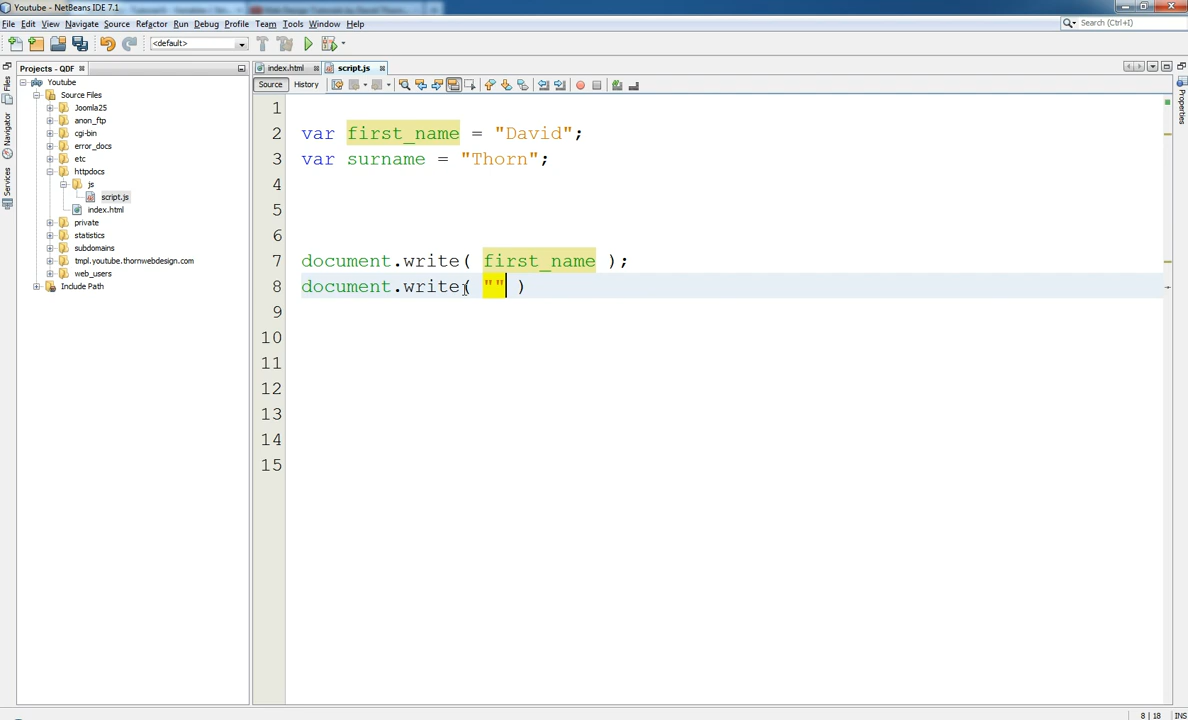 Youtube - NetBeans IDE 7.1
File Edit View Navigate Source Refactor Run Debug Profile Team Tools Window Help
Search (Ctrl+I)
<default>
Projects - QDF
index.html
script.js
Source
History
Files
Navigator
Services
Properties
Youtube
Source Files
Joomla25
anon_ftp
cgi-bin
error_docs
etc
httpdocs
js
script.js
index.html
private
statistics
subdomains
tmpl.youtube.thornwebdesign.com
web_users
Include Path
1
2 var first_name = "David";
3 var surname = "Thorn";
4
5
6
7 document.write( first_name );
8 document.write( "" )
9
10
11
12
13
14
15
8 | 18 INS